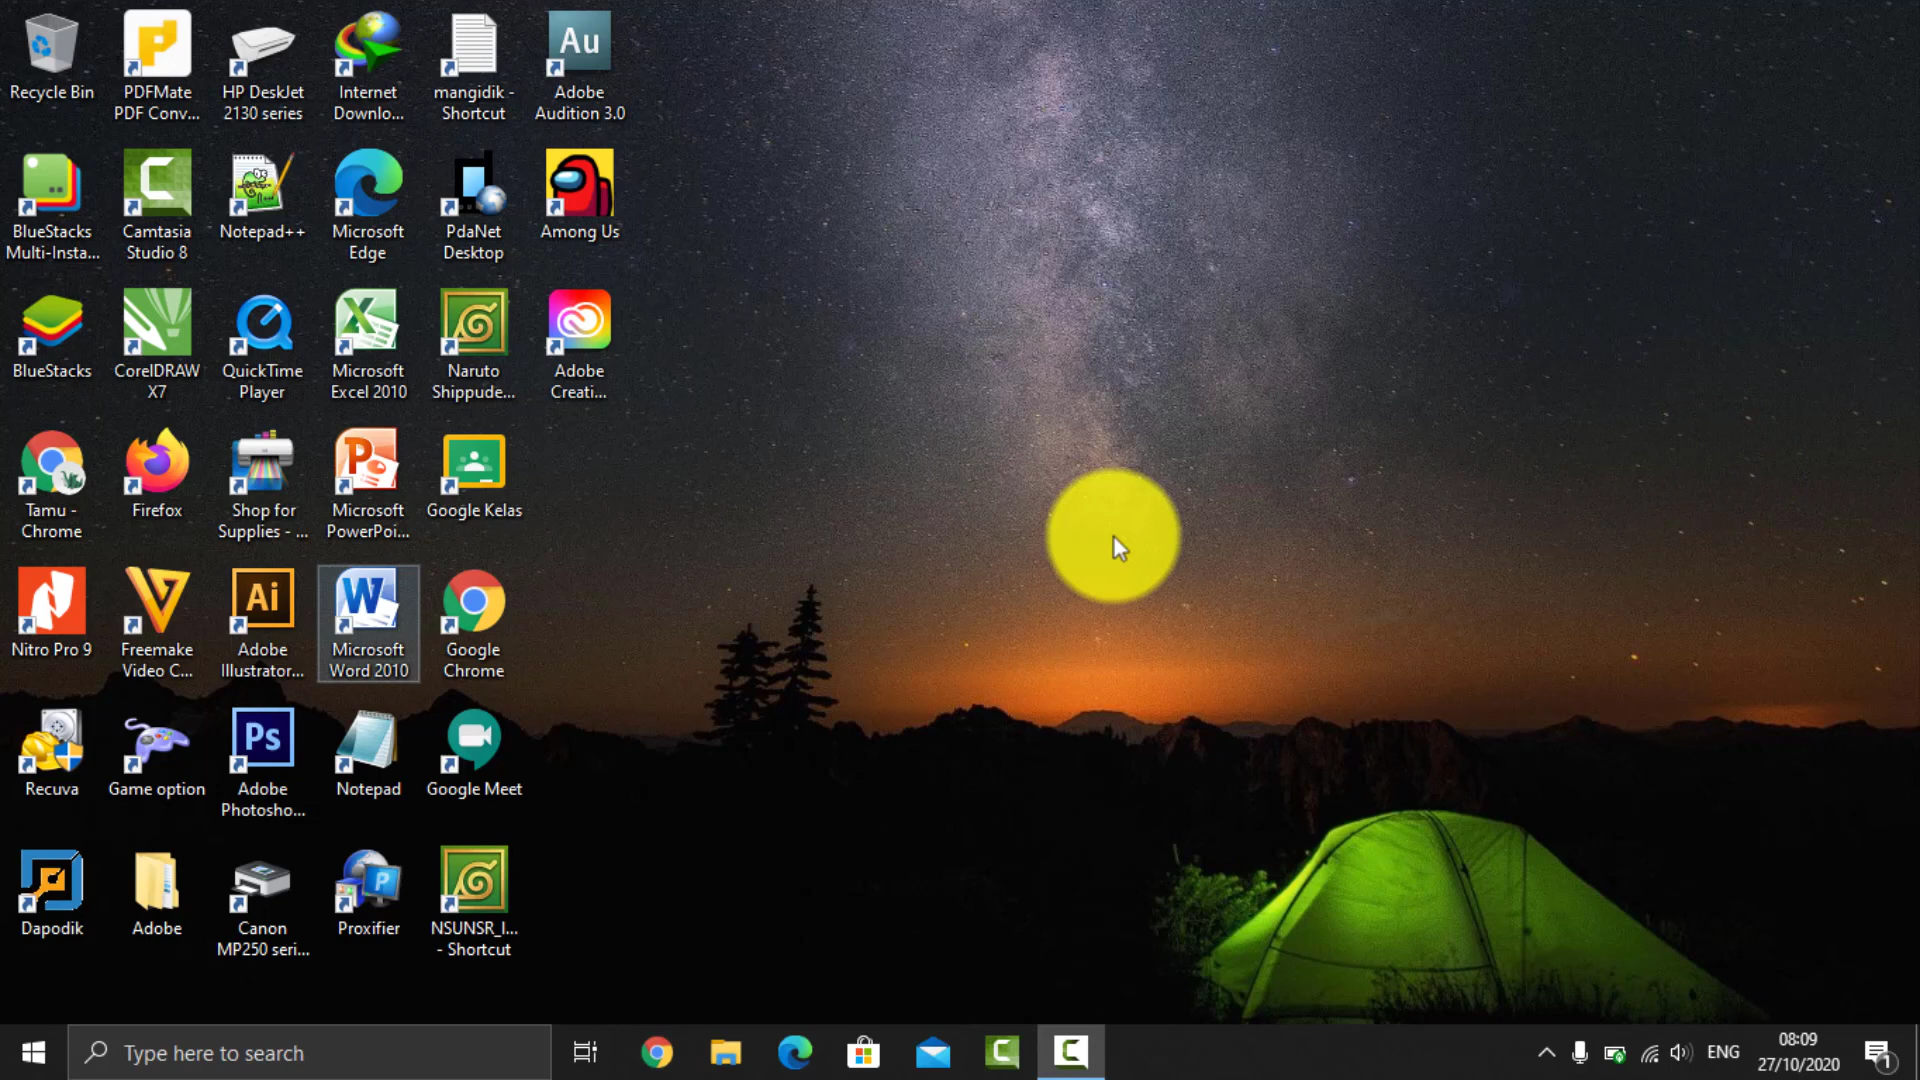 Recycle Bin
PDFMate
PDF Conv...
HP DeskJet
2130 series
Internet
Downlo...
mangidik -
Shortcut
Au
Adobe
Audition 3.0
BlueStacks
Multi-Insta...
Camtasia
Studio 8
Notepad++
Microsoft
Edge
PdaNet
Desktop
Among Us
BlueStacks
CorelDRAW
X7
QuickTime
Player
Microsoft
Excel 2010
Naruto
Shippude...
Adobe
Creati...
Tamu -
Chrome
Firefox
Shop for
Supplies - ...
Microsoft
PowerPoi...
Google Kelas
Nitro Pro 9
Freemake
Video C...
Ai
Adobe
Illustrator...
Microsoft
Word 2010
Google
Chrome
Recuva
Game option
Ps
Adobe
Photosho...
Notepad
Google Meet
Dapodik
Adobe
Canon
MP250 seri...
Proxifier
NSUNSR_I...
- Shortcut
Type here to search
ENG
08:09
27/10/2020
1